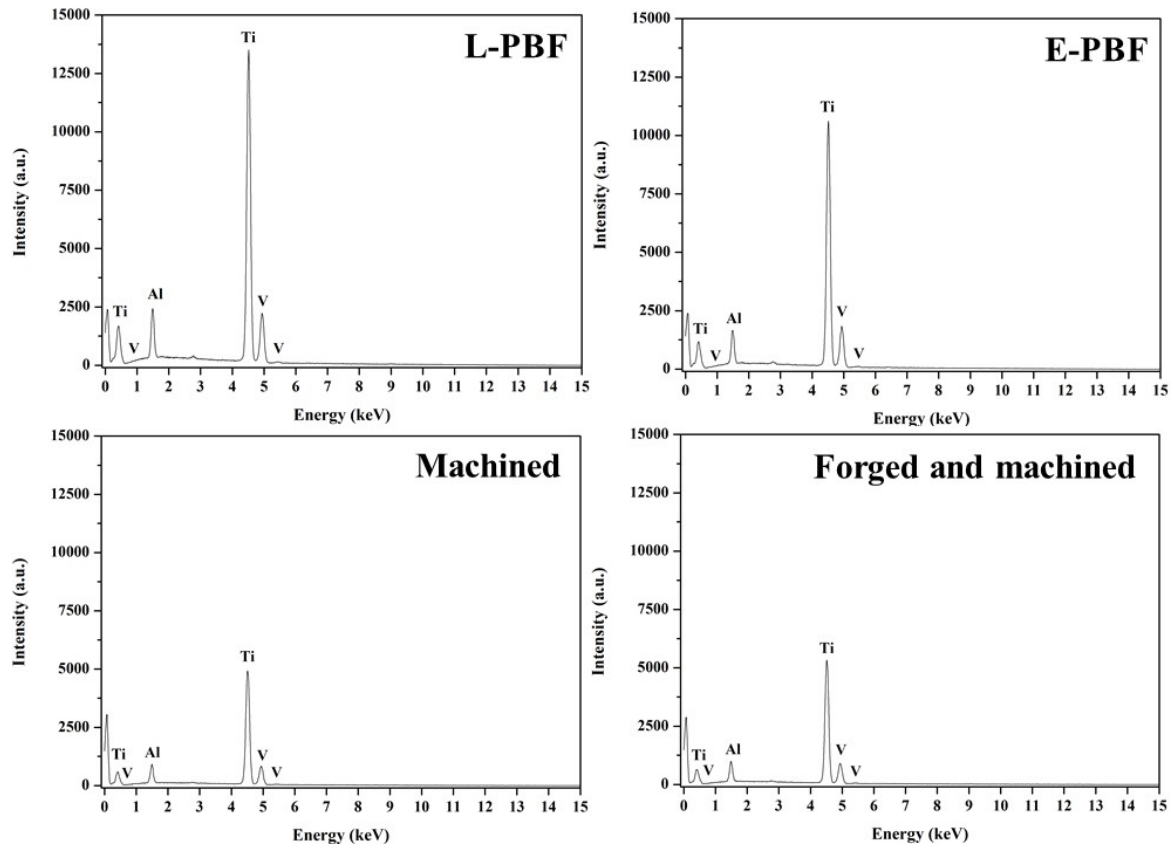 L-PBF
15000
12500
10000
7500
5000
2500
0
Intensity (a.u.)
Ti
V
Al
Ti
V
V
0 1 2 3 4 5 6 7 8 9 10 11 12 13 14 15
Energy (keV)
E-PBF
15000
12500
10000
7500
5000
2500
0
Intensity (a.u.)
Ti
V
Al
Ti
V
V
0 1 2 3 4 5 6 7 8 9 10 11 12 13 14 15
Energy (keV)
Machined
15000
12500
10000
7500
5000
2500
0
Intensity (a.u.)
Ti
V
Al
Ti
V
V
0 1 2 3 4 5 6 7 8 9 10 11 12 13 14 15
Energy (keV)
Forged and machined
15000
12500
10000
7500
5000
2500
0
Intensity (a.u.)
Ti
V
Al
Ti
V
V
0 1 2 3 4 5 6 7 8 9 10 11 12 13 14 15
Energy (keV)